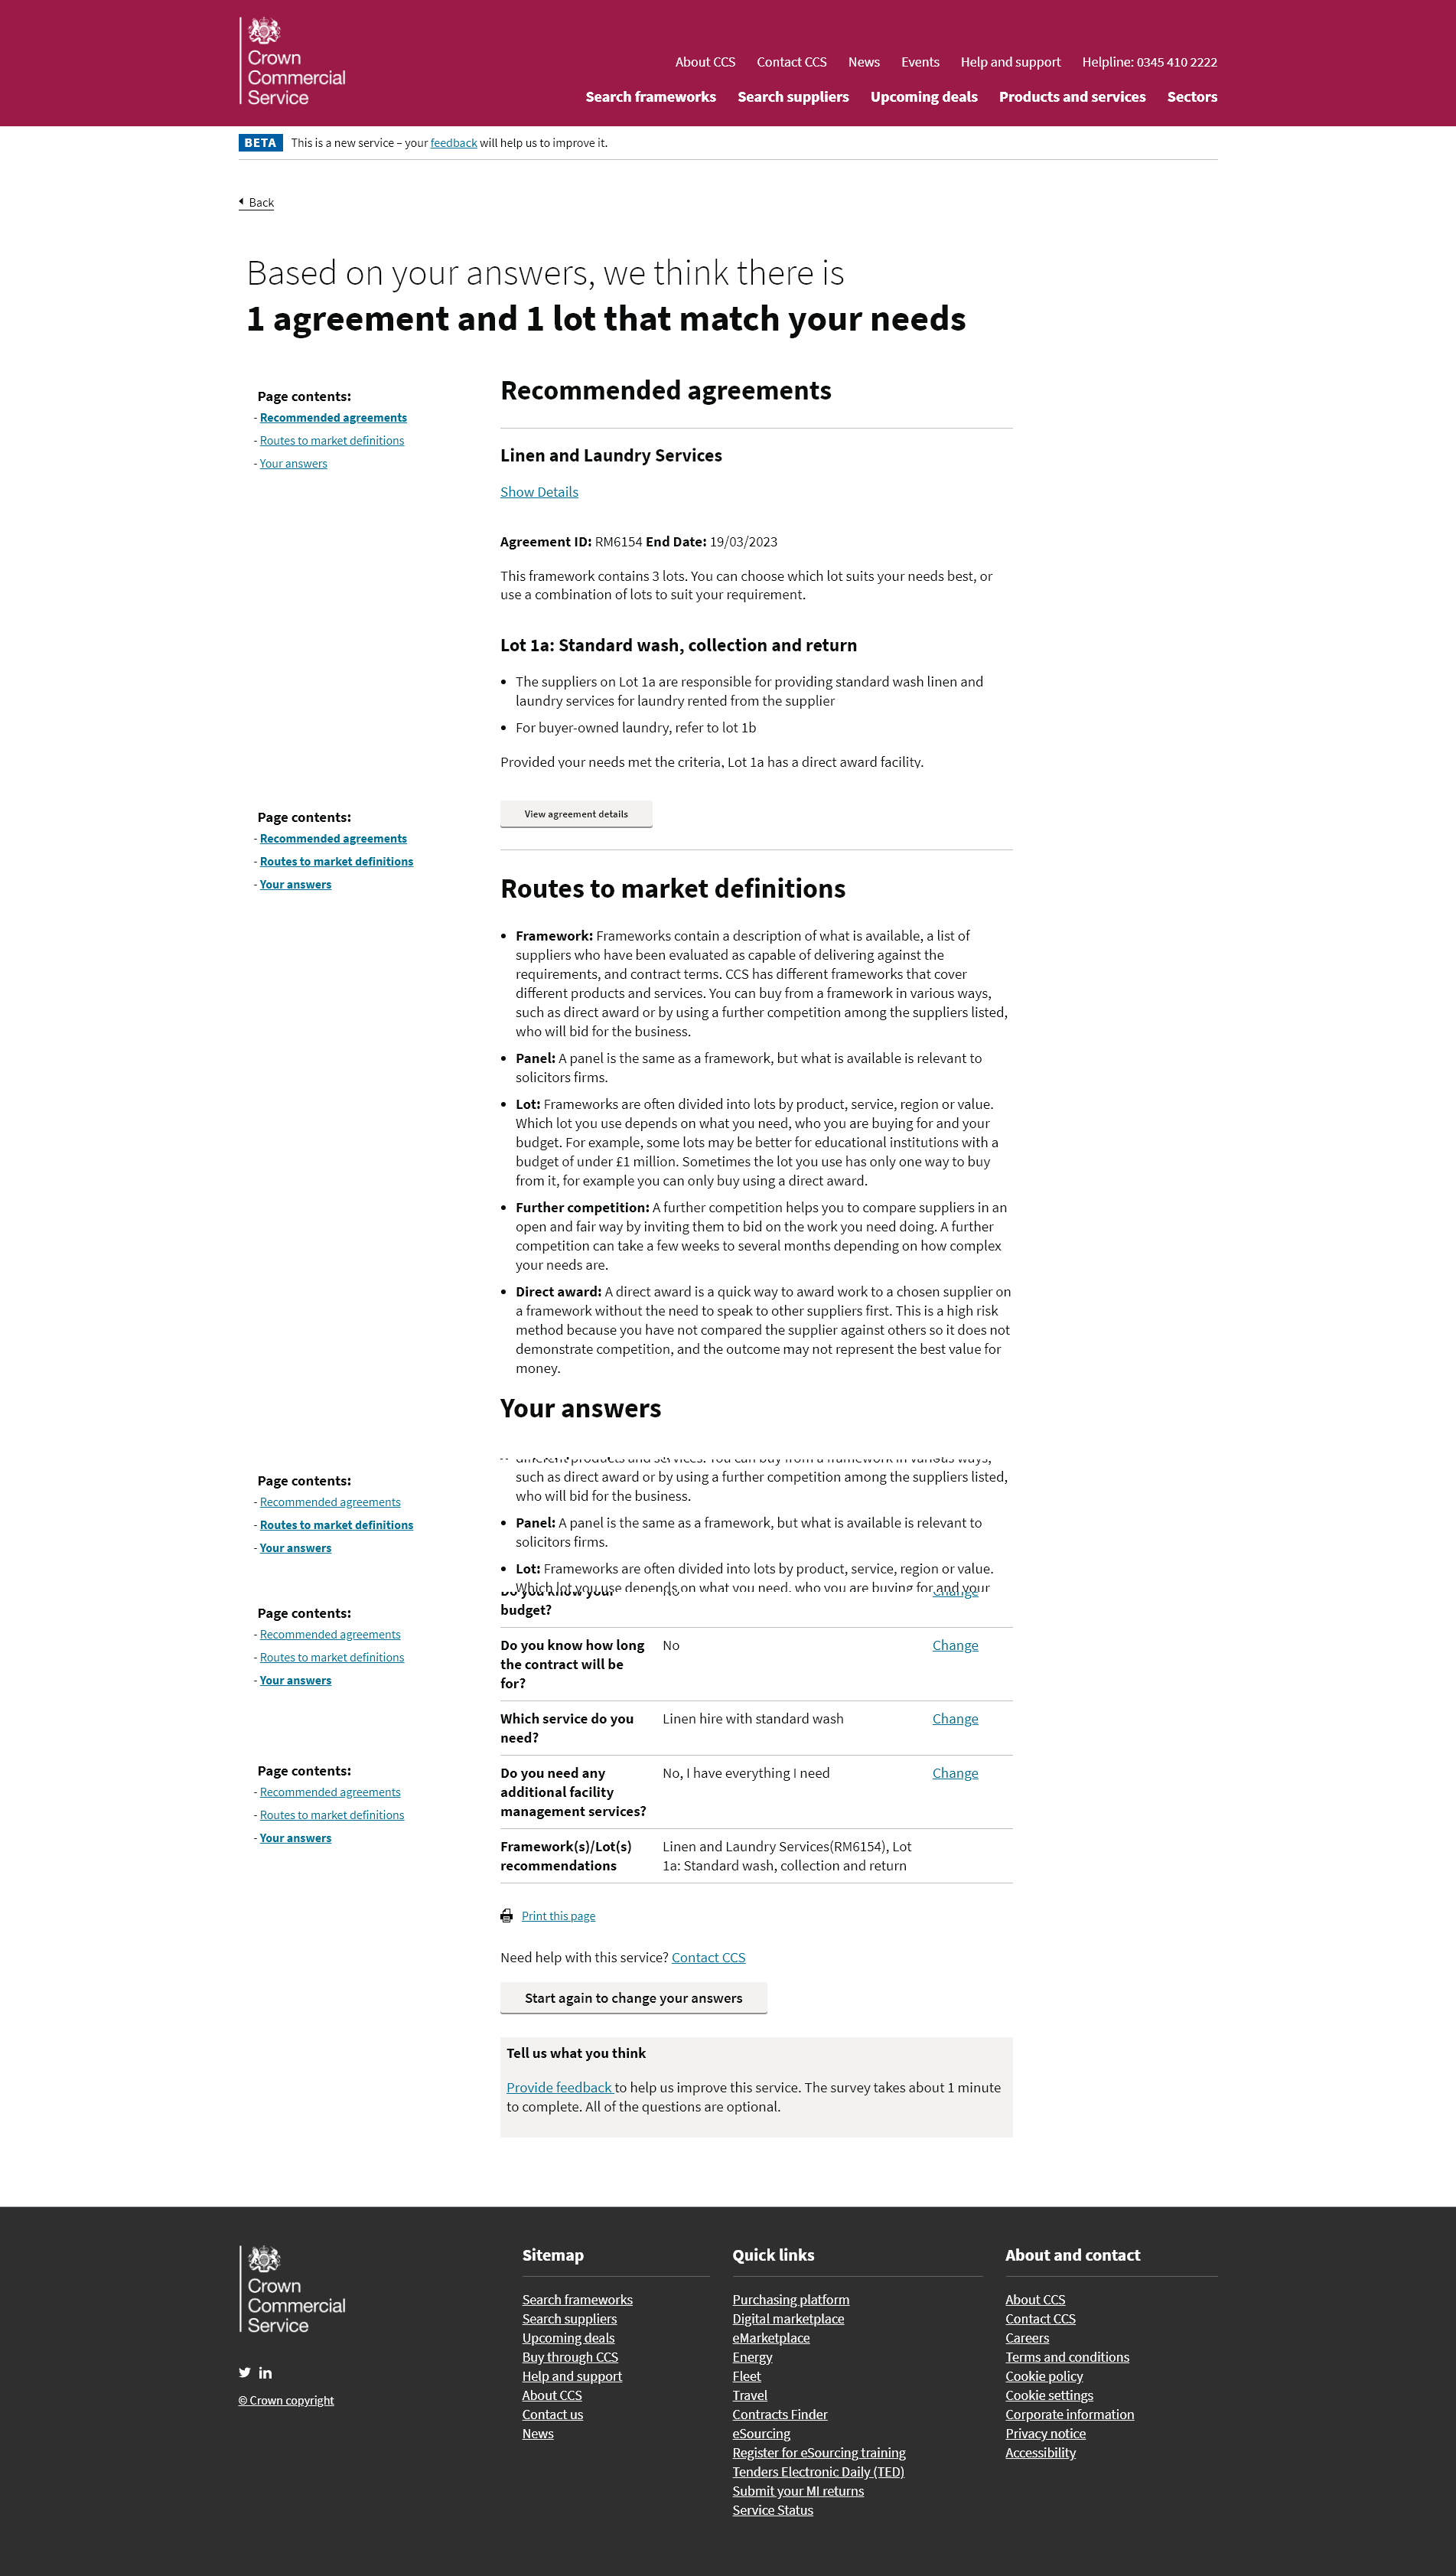 Crown
Commercial
Service
About CCS Contact CCS News Events Help and support Helpline: 0345 410 2222
Search frameworks Search suppliers Upcoming deals Products and services Sectors
BETA This is a new service – your feedback will help us to improve it.
Back
Based on your answers, we think there is
1 agreement and 1 lot that match your needs
Page contents:
- Recommended agreements
- Routes to market definitions
- Your answers
Recommended agreements
Linen and Laundry Services
Show Details
Agreement ID: RM6154 End Date: 19/03/2023
This framework contains 3 lots. You can choose which lot suits your needs best, or
use a combination of lots to suit your requirement.
Lot 1a: Standard wash, collection and return
• The suppliers on Lot 1a are responsible for providing standard wash linen and
laundry services for laundry rented from the supplier
• For buyer-owned laundry, refer to lot 1b
Provided your needs met the criteria, Lot 1a has a direct award facility.
Page contents:
- Recommended agreements
- Routes to market definitions
- Your answers
View agreement details
Routes to market definitions
• Framework: Frameworks contain a description of what is available, a list of
suppliers who have been evaluated as capable of delivering against the
requirements, and contract terms. CCS has different frameworks that cover
different products and services. You can buy from a framework in various ways,
such as direct award or by using a further competition among the suppliers listed,
who will bid for the business.
• Panel: A panel is the same as a framework, but what is available is relevant to
solicitors firms.
• Lot: Frameworks are often divided into lots by product, service, region or value.
Which lot you use depends on what you need, who you are buying for and your
budget. For example, some lots may be better for educational institutions with a
budget of under £1 million. Sometimes the lot you use has only one way to buy
from it, for example you can only buy using a direct award.
• Further competition: A further competition helps you to compare suppliers in an
open and fair way by inviting them to bid on the work you need doing. A further
competition can take a few weeks to several months depending on how complex
your needs are.
• Direct award: A direct award is a quick way to award work to a chosen supplier on
a framework without the need to speak to other suppliers first. This is a high risk
method because you have not compared the supplier against others so it does not
demonstrate competition, and the outcome may not represent the best value for
money.
Your answers
different products and services. You can buy from a framework in various ways,
such as direct award or by using a further competition among the suppliers listed,
who will bid for the business.
• Panel: A panel is the same as a framework, but what is available is relevant to
solicitors firms.
• Lot: Frameworks are often divided into lots by product, service, region or value.
Which lot you use depends on what you need, who you are buying for and your
Page contents:
- Recommended agreements
- Routes to market definitions
- Your answers
Do you know your No Change
budget?
Page contents:
- Recommended agreements
- Routes to market definitions
- Your answers
Do you know how long No Change
the contract will be
for?
Which service do you Linen hire with standard wash Change
need?
Do you need any No, I have everything I need Change
additional facility
management services?
Page contents:
- Recommended agreements
- Routes to market definitions
- Your answers
Framework(s)/Lot(s) Linen and Laundry Services(RM6154), Lot
recommendations 1a: Standard wash, collection and return
Print this page
Need help with this service? Contact CCS
Start again to change your answers
Tell us what you think
Provide feedback to help us improve this service. The survey takes about 1 minute
to complete. All of the questions are optional.
Crown
Commercial
Service
© Crown copyright
Sitemap
Search frameworks
Search suppliers
Upcoming deals
Buy through CCS
Help and support
About CCS
Contact us
News
Quick links
Purchasing platform
Digital marketplace
eMarketplace
Energy
Fleet
Travel
Contracts Finder
eSourcing
Register for eSourcing training
Tenders Electronic Daily (TED)
Submit your MI returns
Service Status
About and contact
About CCS
Contact CCS
Careers
Terms and conditions
Cookie policy
Cookie settings
Corporate information
Privacy notice
Accessibility